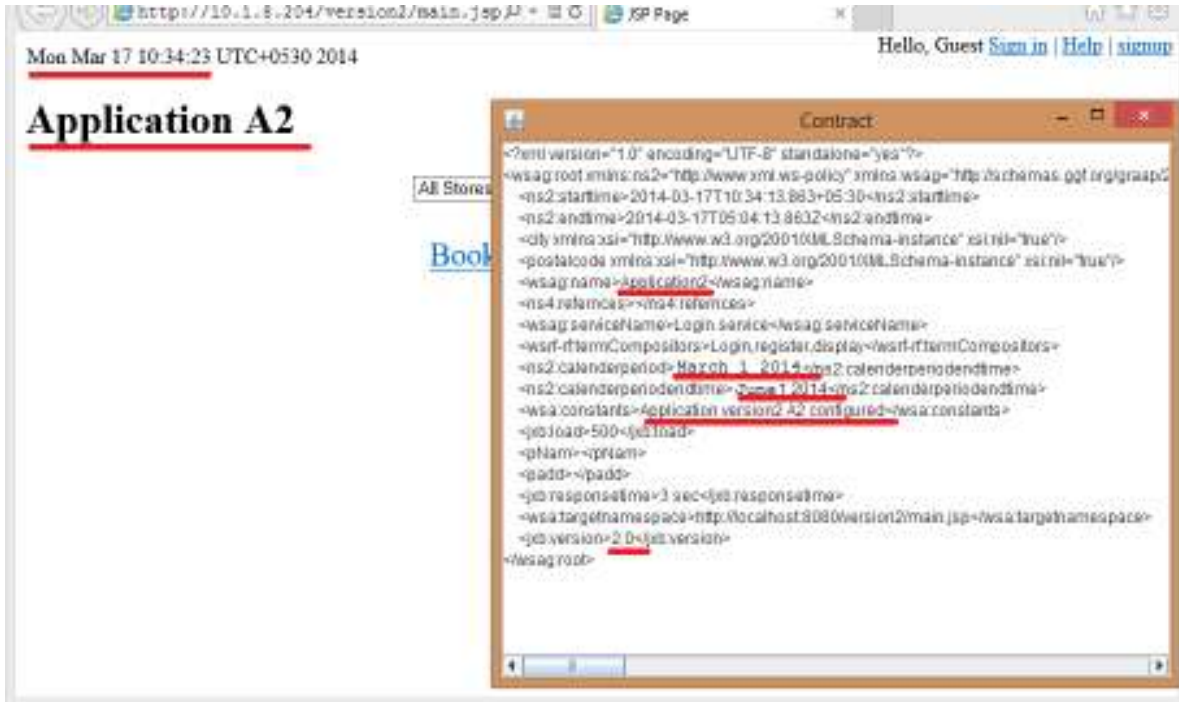 http://10.1.8.204/version2/main.jsp
JSP Page
Mon Mar 17 10:34:23 UTC+0530 2014
Hello, Guest Sign in | Help | signup
Application A2
All Stores
Book
Contract
<?xml version="1.0" encoding="UTF-8" standalone="yes"?>
<wsag:root xmlns:ns2="http://www.xml.ws-policy" xmlns:wsag="http://schemas.ggf.org/graap/2
<ns2:starttime>2014-03-17T10:34:13.863+05:30</ns2:starttime>
<ns2:endtime>2014-03-17T05:04:13.863Z</ns2:endtime>
<city xmlns:xsi="http://www.w3.org/2001/XMLSchema-instance" xsi:nil="true"/>
<postalcode xmlns:xsi="http://www.w3.org/2001/XMLSchema-instance" xsi:nil="true"/>
<wsag:name>Application2</wsag:name>
<ns4:refernces></ns4:refernces>
<wsag:serviceName>Login.service</wsag:serviceName>
<wsrf-rf:termCompositors>Login,register,display</wsrf-rf:termCompositors>
<ns2:calenderperiod>March 1 2014</ns2:calenderperiodendtime>
<ns2:calenderperiodendtime>June1 2014</ns2:calenderperiodendtime>
<wsa:constants>Application version2 A2 configured</wsa:constants>
<jxb:load>500</jxb:load>
<pNam></pNam>
<padd></padd>
<jxb:responsetime>3 sec</jxb:responsetime>
<wsa:targetnamespace>http://localhost:8080/version2/main.jsp</wsa:targetnamespace>
<jxb:version>2.0</jxb:version>
</wsag:root>